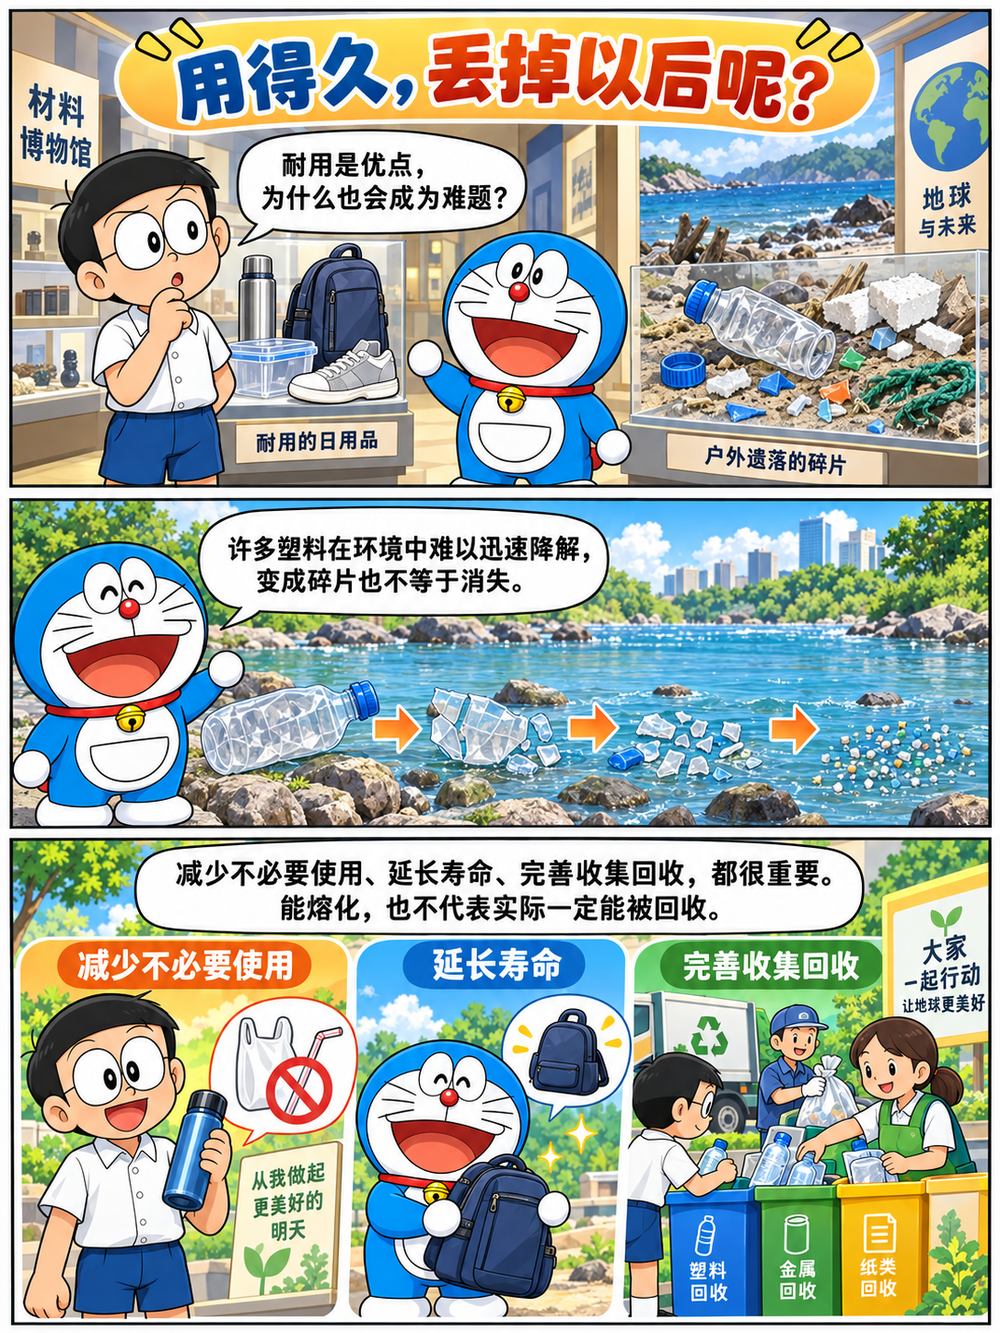 用得久，丢掉以后呢？
材料
博物馆
耐用是优点，
为什么也会成为难题？
地球
与未来
耐用的日用品
户外遗落的碎片
许多塑料在环境中难以迅速降解，
变成碎片也不等于消失。
减少不必要使用、延长寿命、完善收集回收，都很重要。
能熔化，也不代表实际一定能被回收。
减少不必要使用
延长寿命
完善收集回收
大家
一起行动
让地球更美好
从我做起
更美好的
明天
塑料
回收
金属
回收
纸类
回收